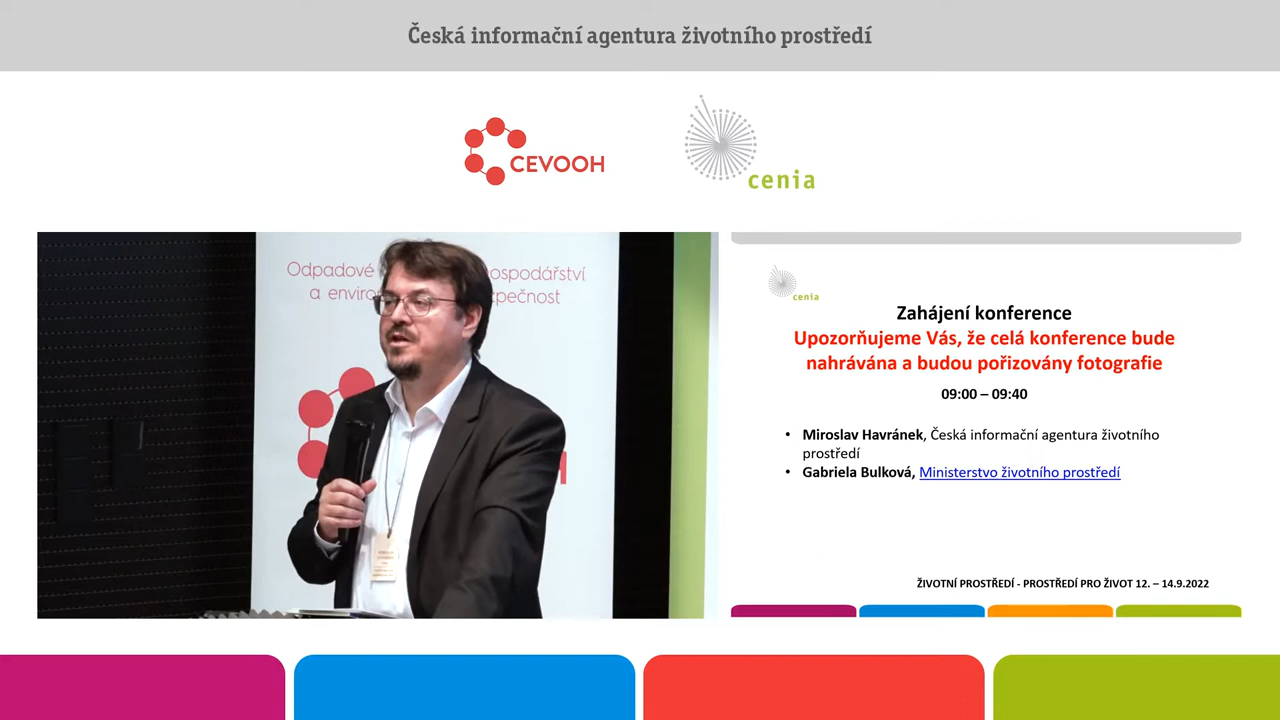 Česká informační agentura životního prostředí
CEVOOH
cenia
Odpadové
ospodářství
a enviro
zpečnost
cenia
Zahájení konference
Upozorňujeme Vás, že celá konference bude
nahrávána a budou pořizovány fotografie
09:00 – 09:40
• Miroslav Havránek, Česká informační agentura životního
prostředí
• Gabriela Bulková, Ministerstvo životního prostředí
ŽIVOTNÍ PROSTŘEDÍ - PROSTŘEDÍ PRO ŽIVOT 12. – 14.9.2022